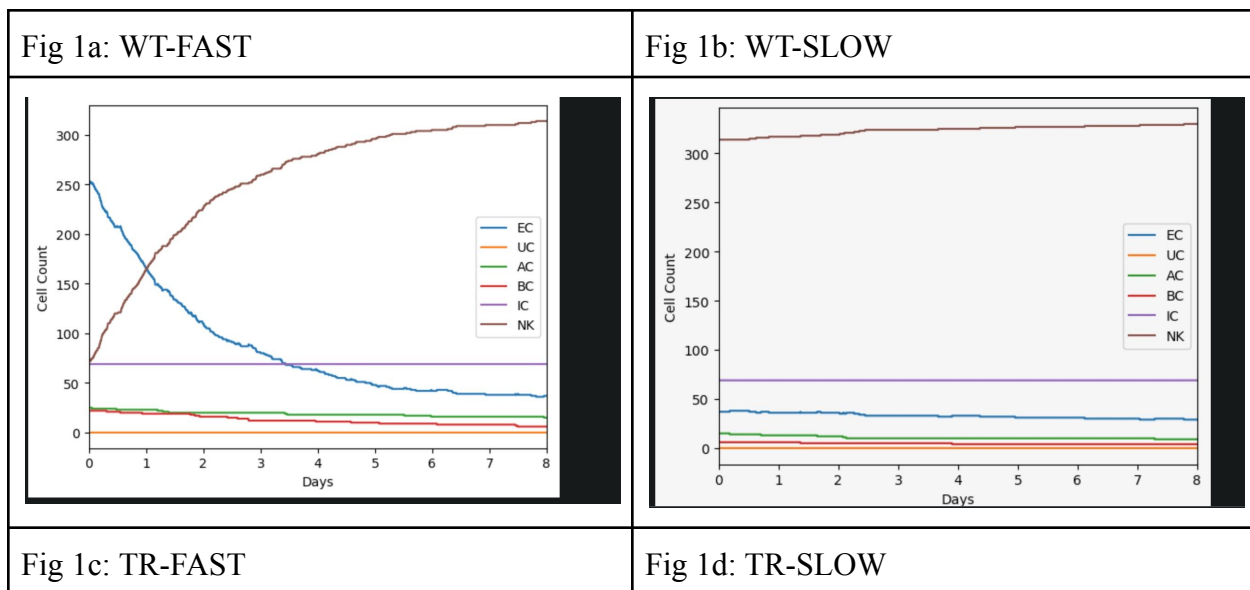 Fig 1a: WT-FAST
Fig 1b: WT-SLOW
300
250
200
150
100
50
0
Cell Count
EC
UC
AC
BC
IC
NK
0 1 2 3 4 5 6 7 8
Days
300
250
200
150
100
50
0
Cell Count
EC
UC
AC
BC
IC
NK
0 1 2 3 4 5 6 7 8
Days
Fig 1c: TR-FAST
Fig 1d: TR-SLOW